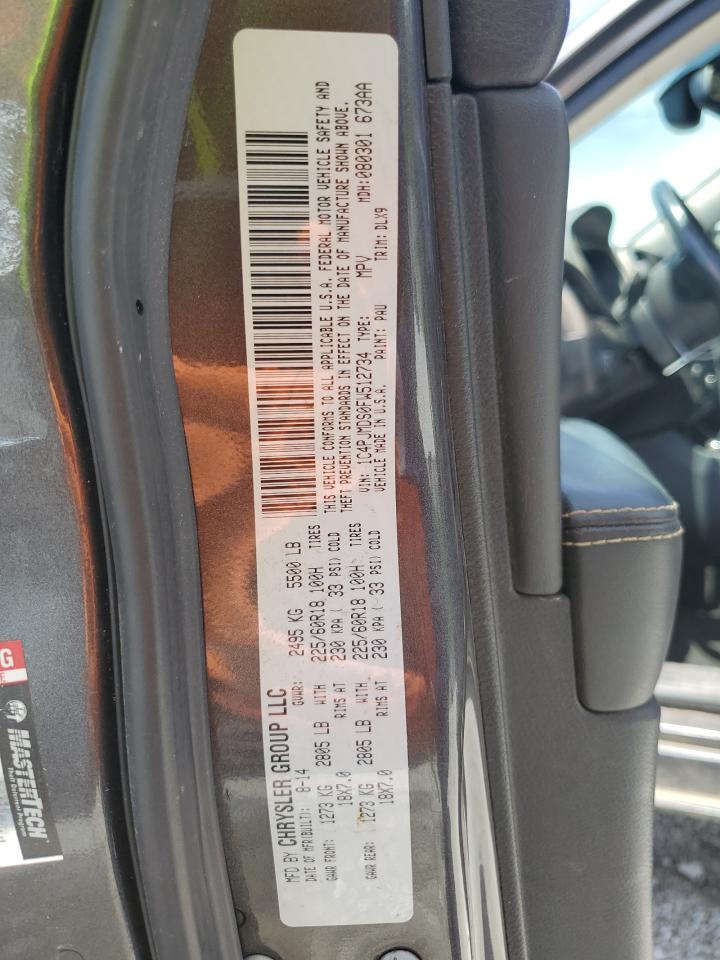 MFD BY CHRYSLER GROUP LLC
DATE OF MFR(BUILT): 8-14 GVWR: 2495 KG 5500 LB
GAWR FRONT: 1273 KG 2805 LB WITH 225/60R18 100H TIRES
18X7.0 RIMS AT 230 KPA ( 33 PSI) COLD
GAWR REAR: 1273 KG 2805 LB WITH 225/60R18 100H TIRES
18X7.0 RIMS AT 230 KPA ( 33 PSI) COLD
THIS VEHICLE CONFORMS TO ALL APPLICABLE U.S.A. FEDERAL MOTOR VEHICLE SAFETY AND
THEFT PREVENTION STANDARDS IN EFFECT ON THE DATE OF MANUFACTURE SHOWN ABOVE.
VIN: 1C4PJMDS0FW512734 TYPE: MPV MDH: 080301 673AA
VEHICLE MADE IN U.S.A. PAINT: PAU TRIM: DLX9
G
MASTERTECH